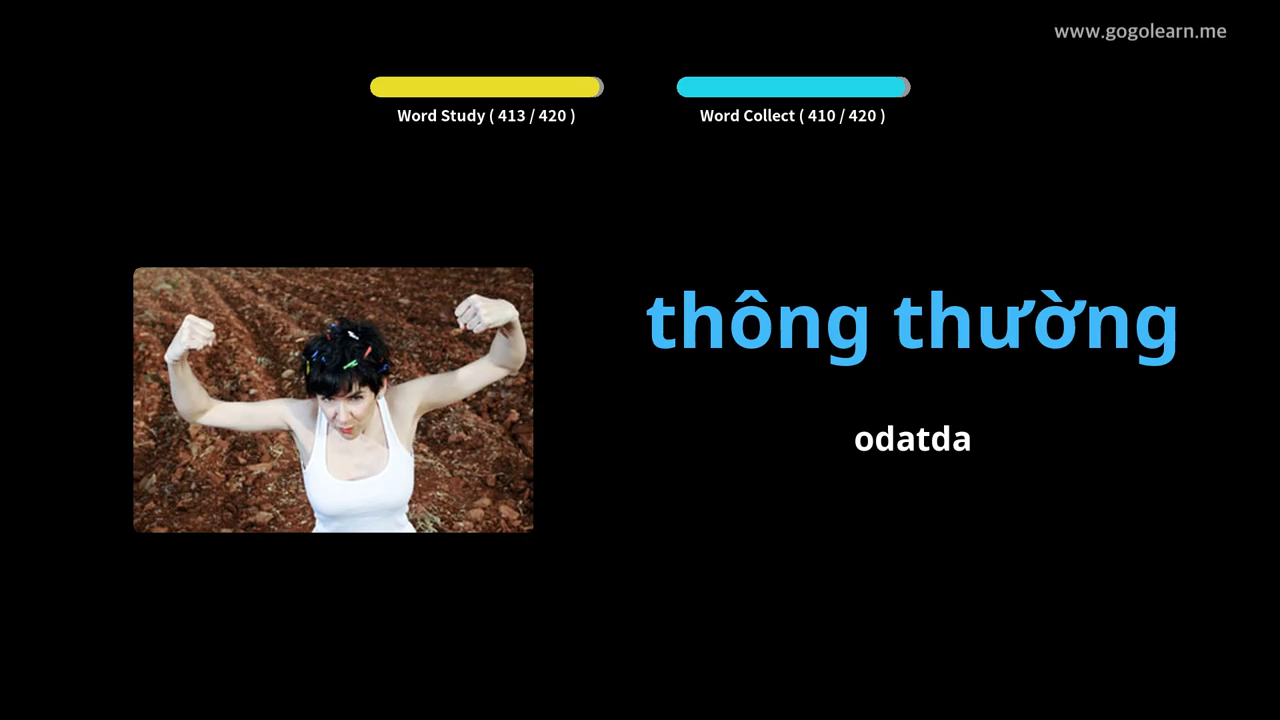 www.gogolearn.me
Word Study ( 413 / 420 )
Word Collect ( 410 / 420 )
thông thường
odatda